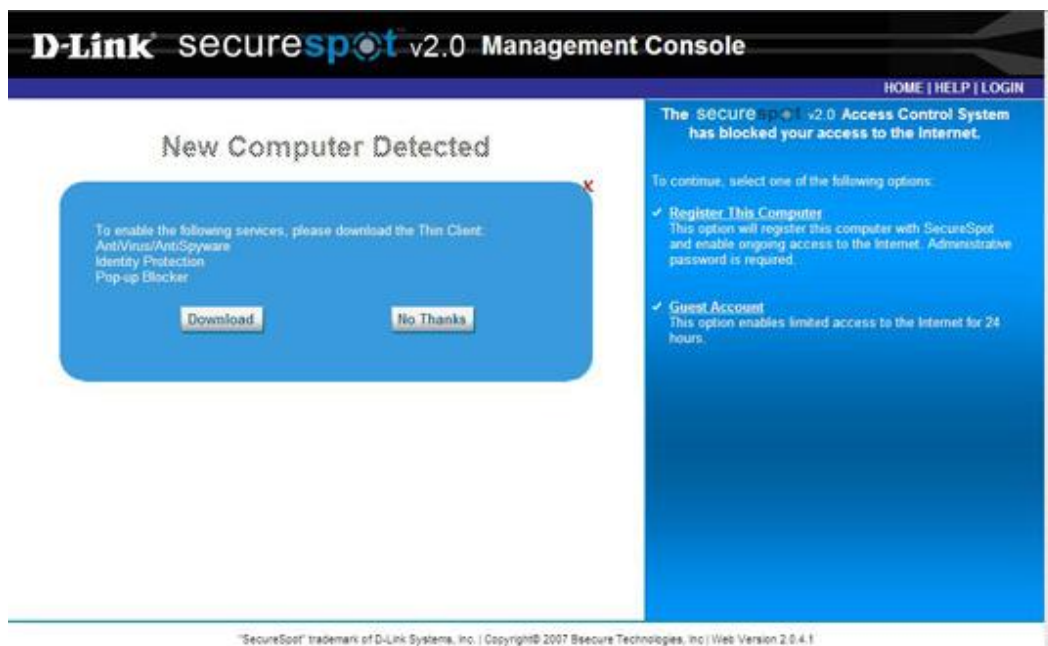 D-Link securespot v2.0 Management Console
HOME | HELP | LOGIN
New Computer Detected
X
To enable the following services, please download the Thin Client:
AntiVirus/AntiSpyware
Identity Protection
Pop-up Blocker
Download
No Thanks
The securespot v2.0 Access Control System
has blocked your access to the Internet.
To continue, select one of the following options:
✓ Register This Computer
This option will register this computer with SecureSpot
and enable ongoing access to the Internet. Administrative
password is required.
✓ Guest Account
This option enables limited access to the Internet for 24
hours.
"SecureSpot" trademark of D-Link Systems, Inc. | Copyright© 2007 Bsecure Technologies, Inc | Web Version 2.0.4.1